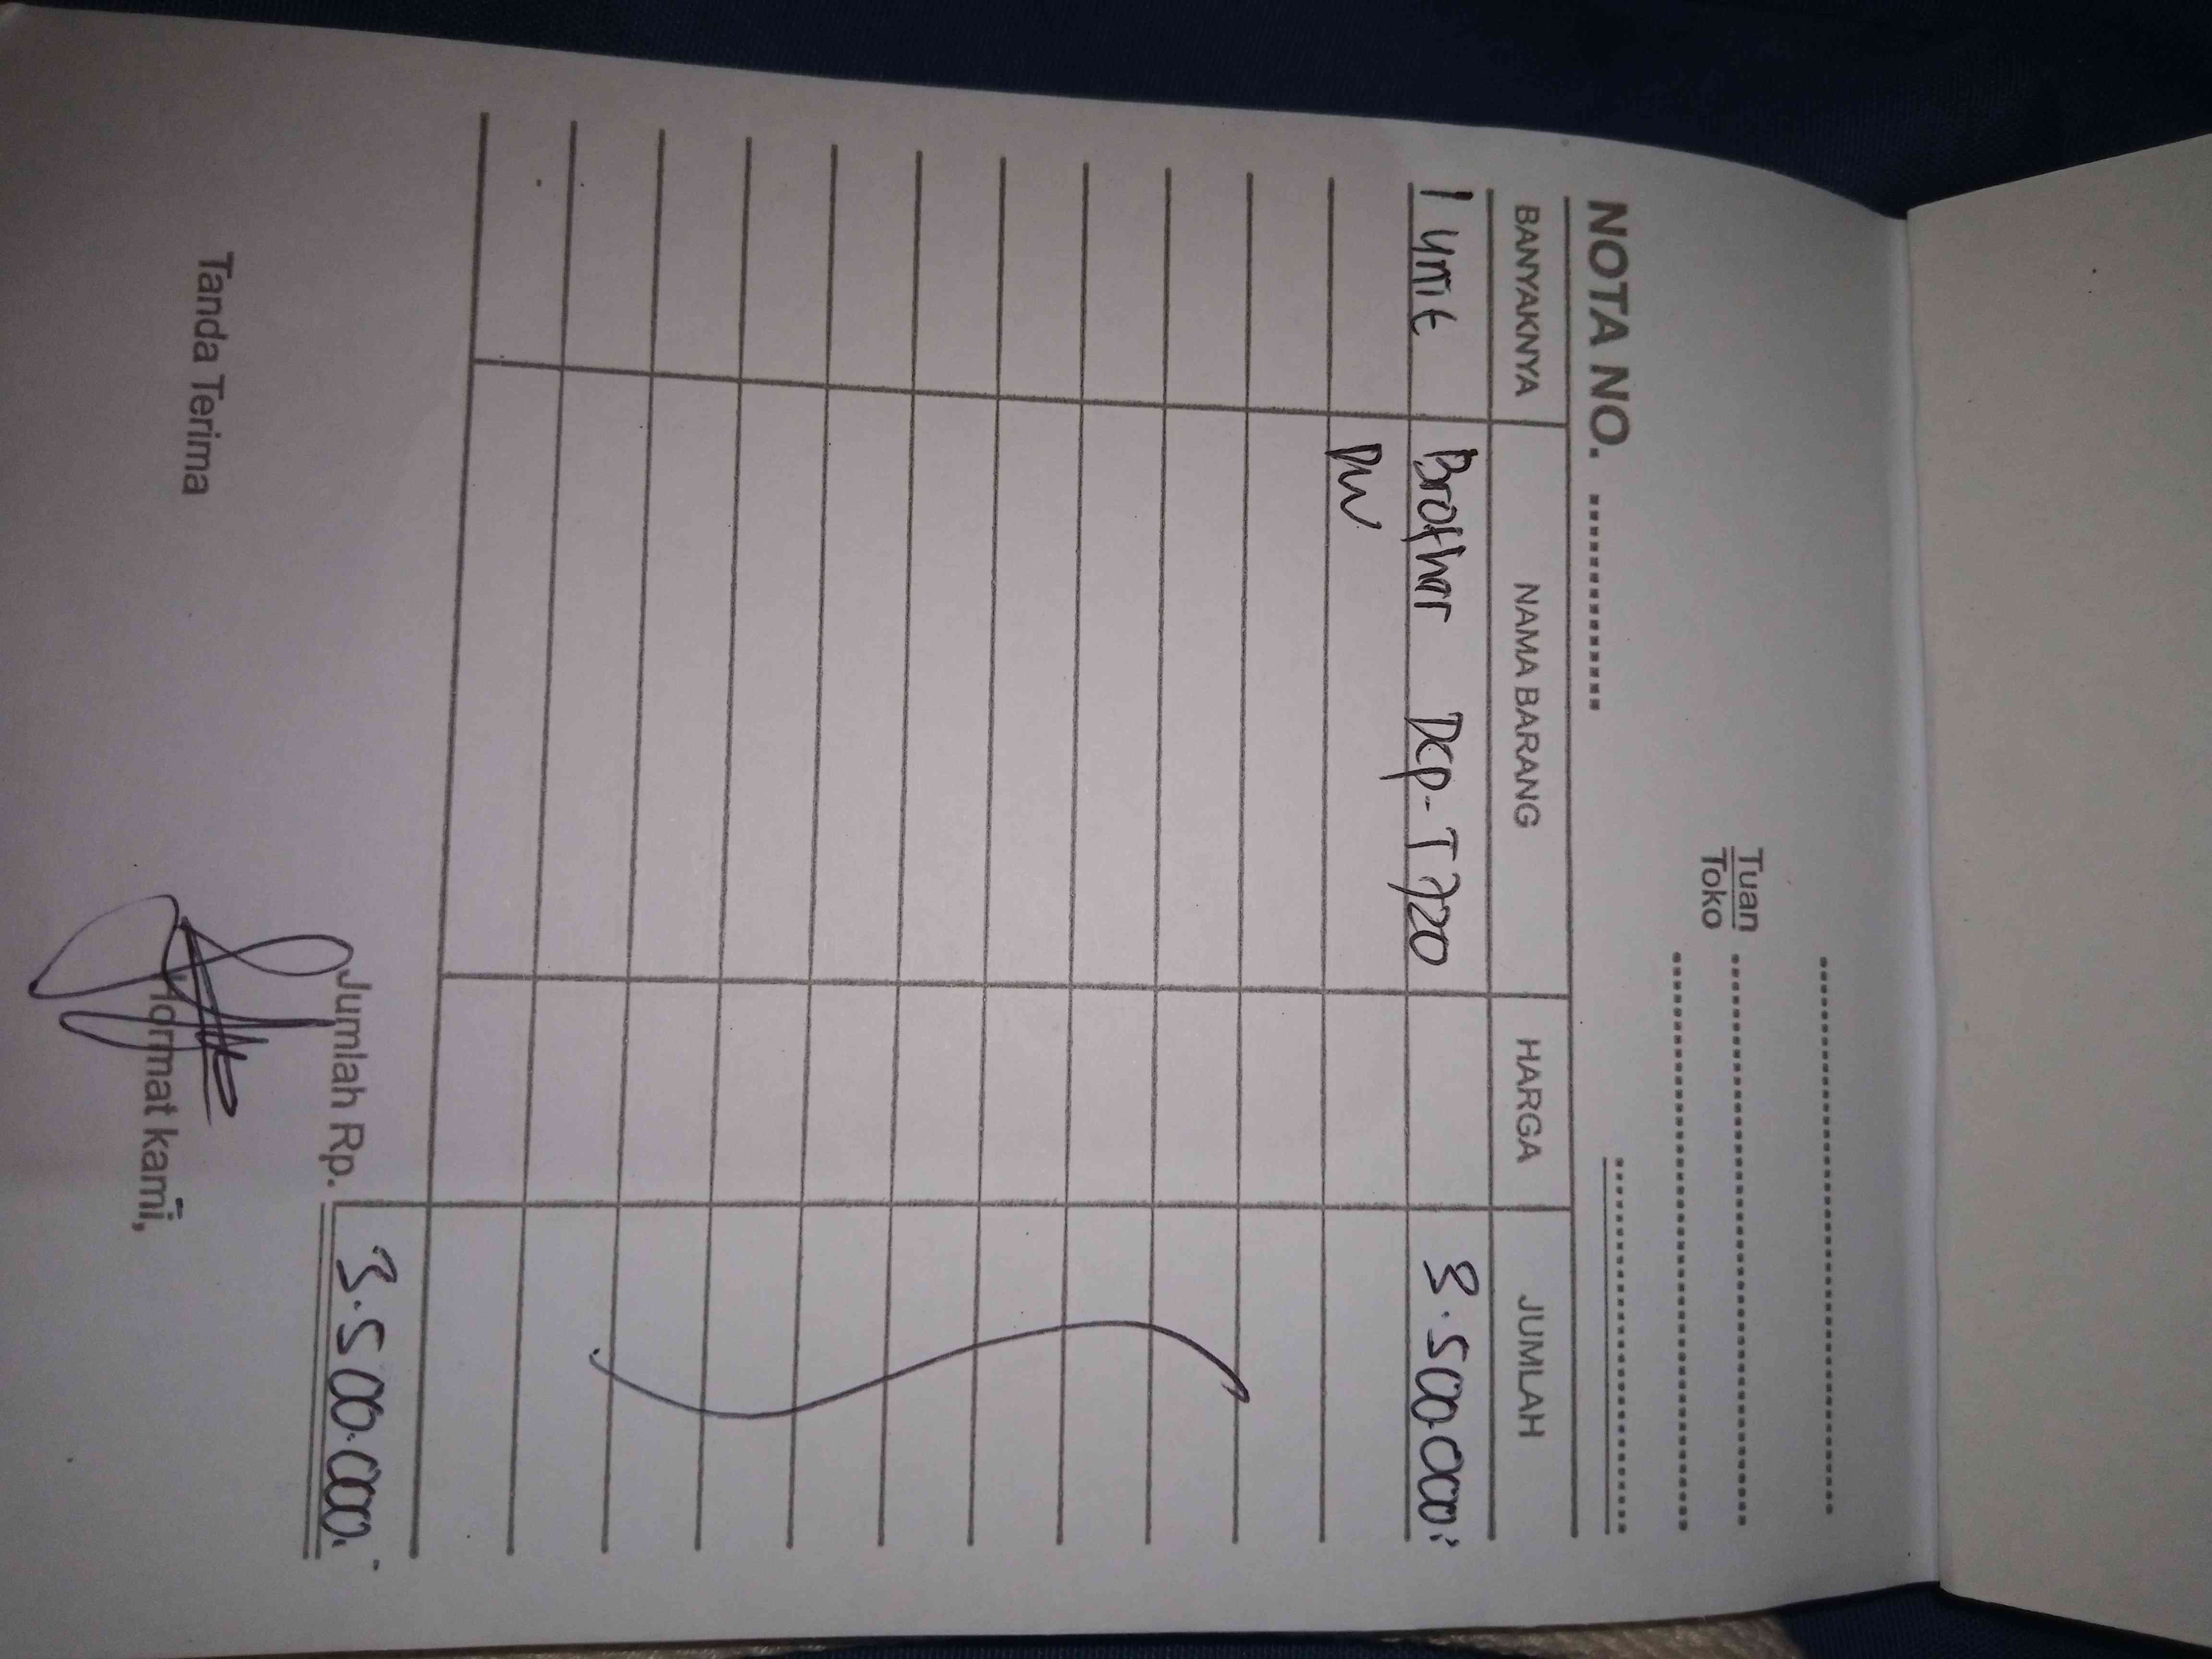 Tuan
Toko
NOTA NO.
BANYAKNYA NAMA BARANG HARGA JUMLAH
1 unit Brother Dcp-T720 3.500.000
DW
Jumlah Rp. 3.500.000
Tanda Terima Hormat kami,